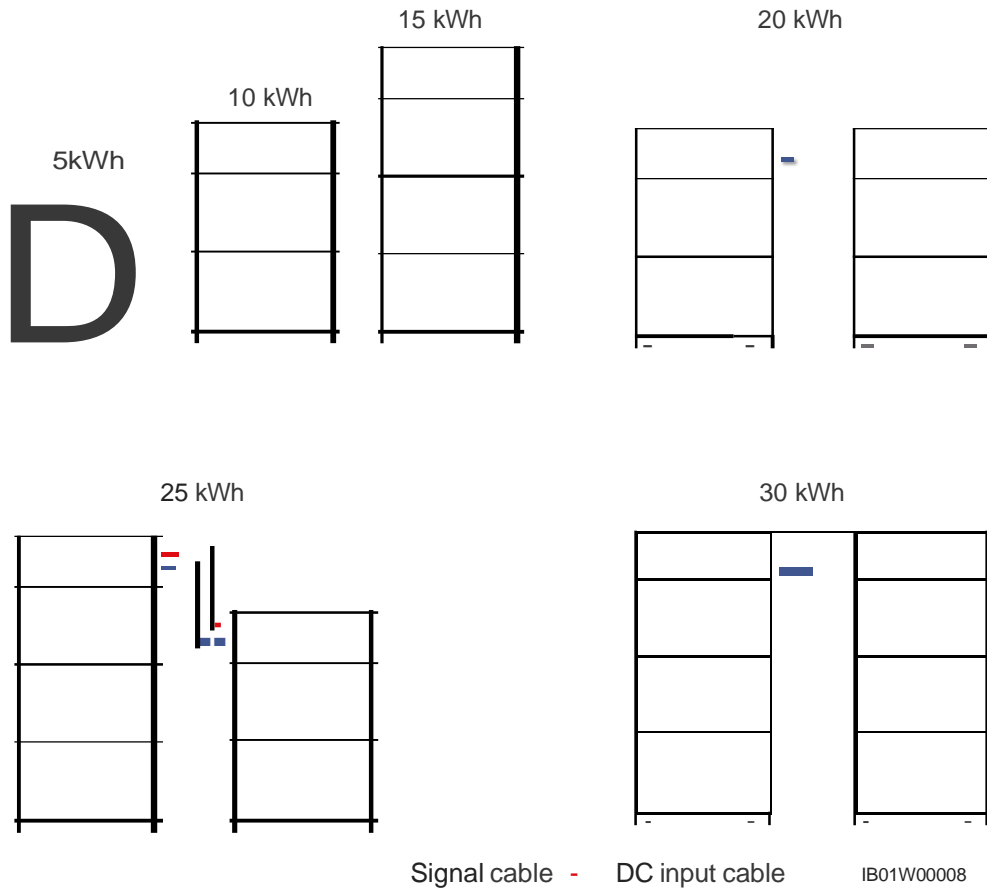 15 kWh
20 kWh
10 kWh
5kWh
D
25 kWh
30 kWh
Signal cable - DC input cable
IB01W00008